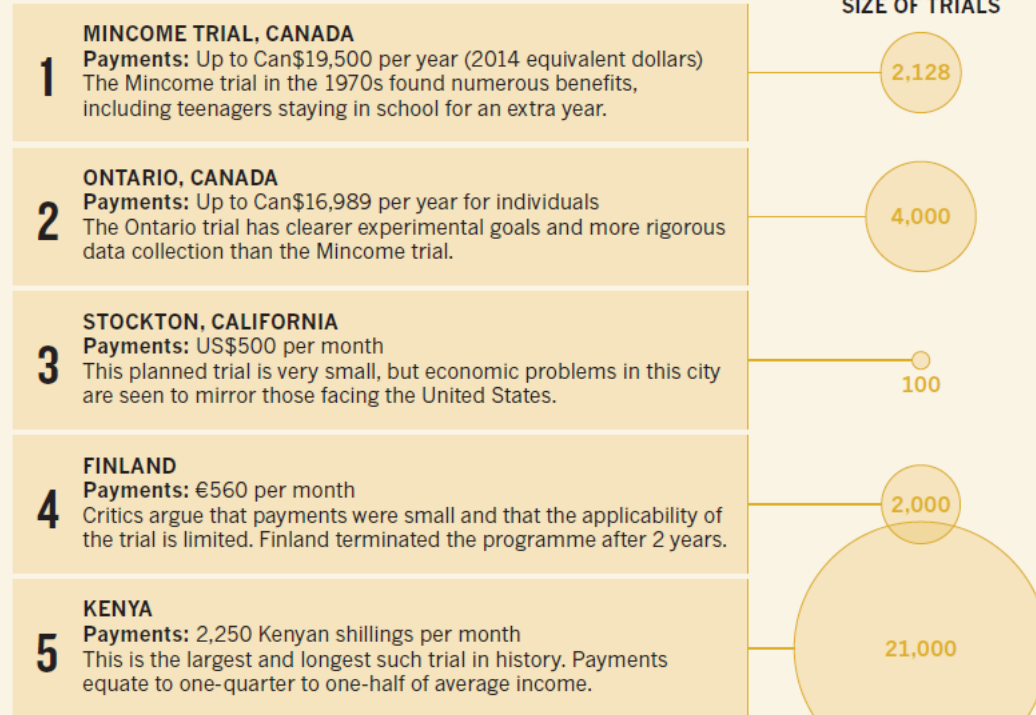 SIZE OF TRIALS
1
MINCOME TRIAL, CANADA
Payments: Up to Can$19,500 per year (2014 equivalent dollars)
The Mincome trial in the 1970s found numerous benefits,
including teenagers staying in school for an extra year.
2,128
2
ONTARIO, CANADA
Payments: Up to Can$16,989 per year for individuals
The Ontario trial has clearer experimental goals and more rigorous
data collection than the Mincome trial.
4,000
3
STOCKTON, CALIFORNIA
Payments: US$500 per month
This planned trial is very small, but economic problems in this city
are seen to mirror those facing the United States.
100
4
FINLAND
Payments: €560 per month
Critics argue that payments were small and that the applicability of
the trial is limited. Finland terminated the programme after 2 years.
2,000
5
KENYA
Payments: 2,250 Kenyan shillings per month
This is the largest and longest such trial in history. Payments
equate to one-quarter to one-half of average income.
21,000